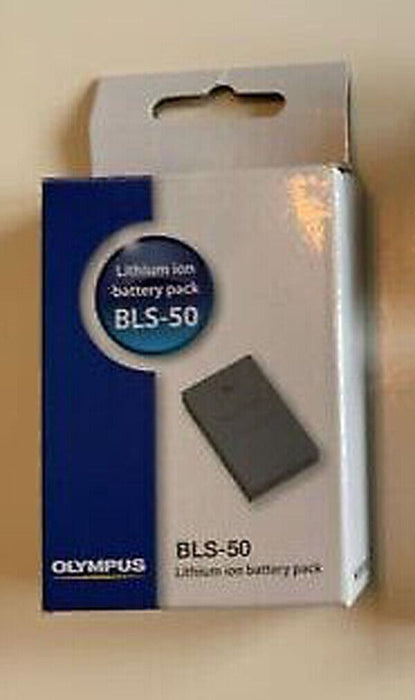 Lithium ion
battery pack
BLS-50
BLS-50
Lithium ion battery pack
OLYMPUS